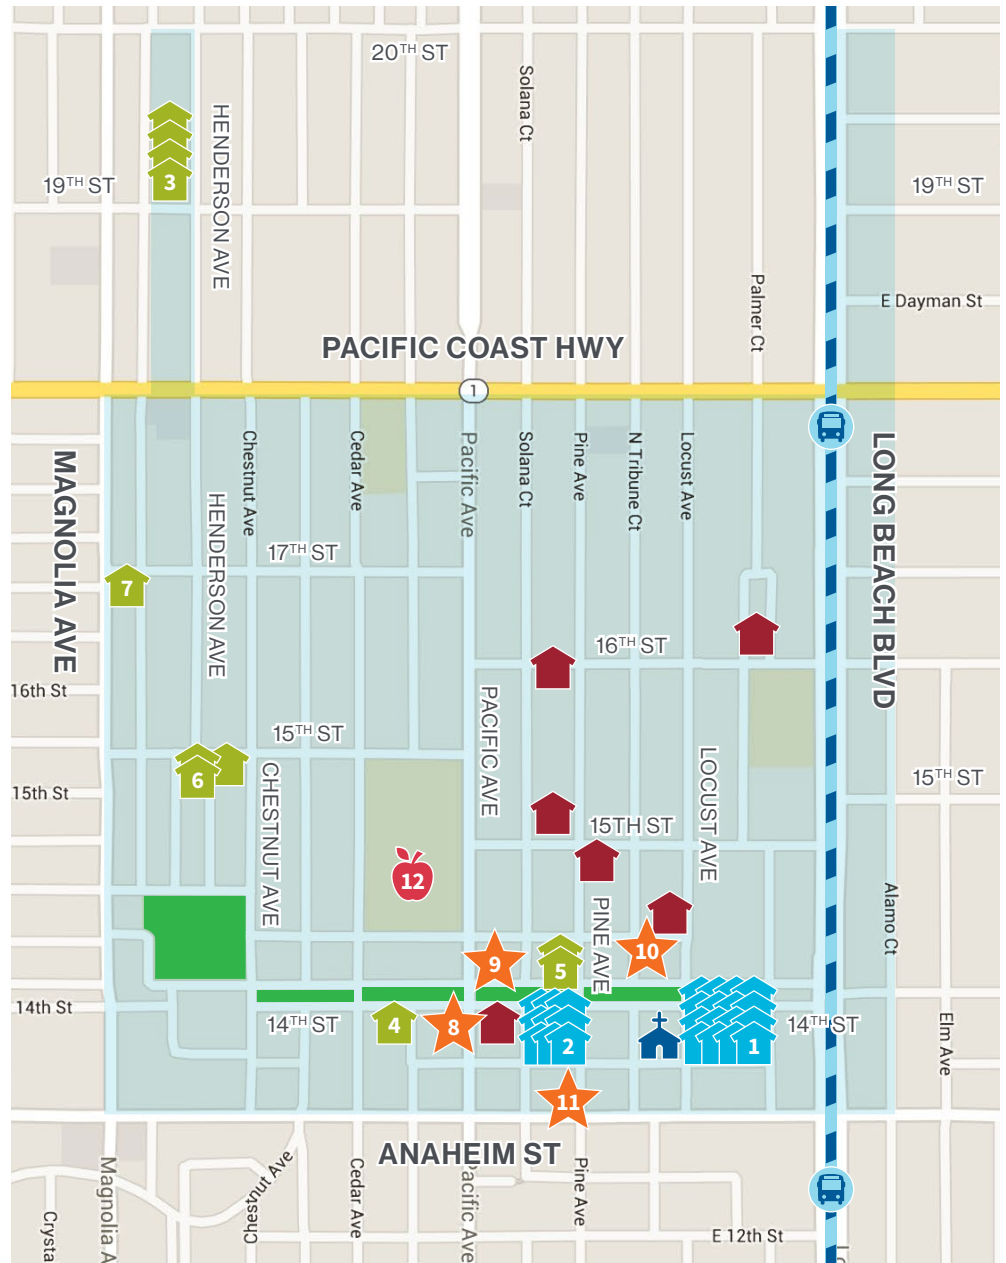 20TH ST
Solana Ct
HENDERSON AVE
3
19TH ST
19TH ST
Palmer Ct
E Dayman St
PACIFIC COAST HWY
1
MAGNOLIA AVE
Chestnut Ave
Cedar Ave
Pacific Ave
Solana Ct
Pine Ave
N Tribune Ct
Locust Ave
LONG BEACH BLVD
HENDERSON AVE
17TH ST
7
16TH ST
16th St
PACIFIC AVE
15TH ST
LOCUST AVE
6
15TH ST
15th St
CHESTNUT AVE
15TH ST
12
Alamo Ct
PINE AVE
10
9
5
14th St
14TH ST
4
8
2
1
14TH ST
Elm Ave
11
ANAHEIM ST
Magnolia A
Chestnut Ave
Cedar Ave
Pacific Ave
Pine Ave
Crysta
E 12th St
Lo